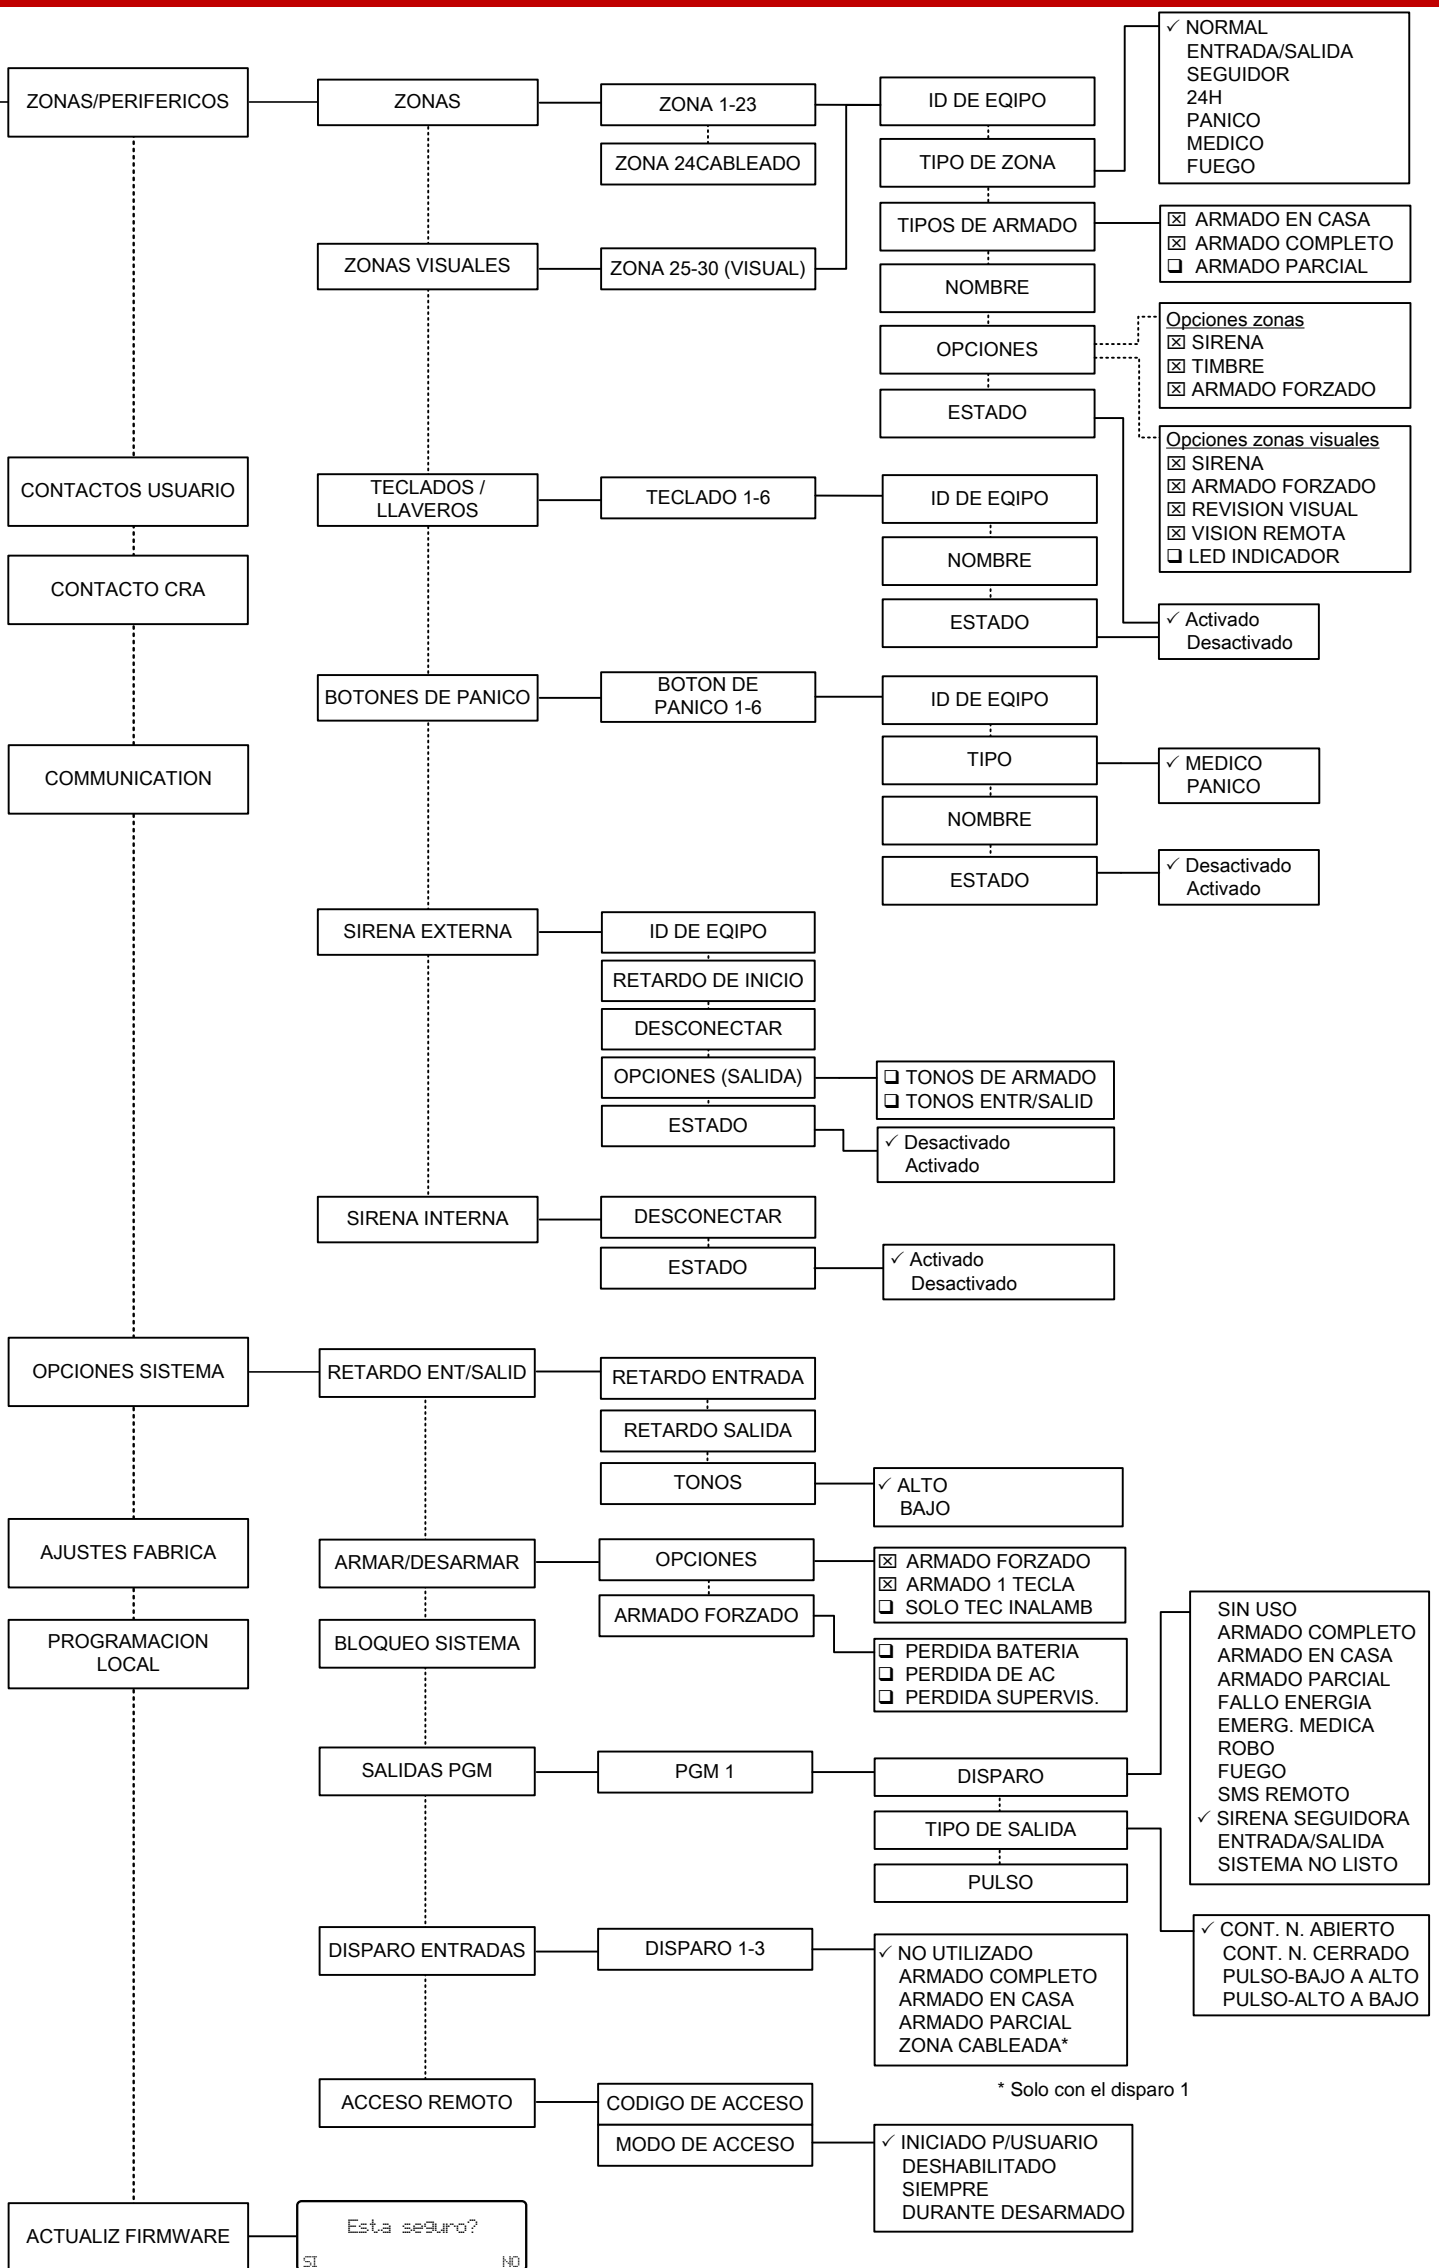 ZONAS/PERIFERICOS
ZONAS
ZONA 1-23
ZONA 24CABLEADO
ID DE EQIPO
TIPO DE ZONA
✓ NORMAL
ENTRADA/SALIDA
SEGUIDOR
24H
PANICO
MEDICO
FUEGO
TIPOS DE ARMADO
☒ ARMADO EN CASA
☒ ARMADO COMPLETO
❑ ARMADO PARCIAL
ZONAS VISUALES
ZONA 25-30 (VISUAL)
NOMBRE
OPCIONES
Opciones zonas
☒ SIRENA
☒ TIMBRE
☒ ARMADO FORZADO
ESTADO
Opciones zonas visuales
☒ SIRENA
☒ ARMADO FORZADO
☒ REVISION VISUAL
☒ VISION REMOTA
❑ LED INDICADOR
CONTACTOS USUARIO
TECLADOS /
LLAVEROS
TECLADO 1-6
ID DE EQIPO
NOMBRE
ESTADO
✓ Activado
Desactivado
CONTACTO CRA
BOTONES DE PANICO
BOTON DE
PANICO 1-6
ID DE EQIPO
TIPO
✓ MEDICO
PANICO
NOMBRE
ESTADO
✓ Desactivado
Activado
COMMUNICATION
SIRENA EXTERNA
ID DE EQIPO
RETARDO DE INICIO
DESCONECTAR
OPCIONES (SALIDA)
❑ TONOS DE ARMADO
❑ TONOS ENTR/SALID
ESTADO
✓ Desactivado
Activado
SIRENA INTERNA
DESCONECTAR
ESTADO
✓ Activado
Desactivado
OPCIONES SISTEMA
RETARDO ENT/SALID
RETARDO ENTRADA
RETARDO SALIDA
TONOS
✓ ALTO
BAJO
AJUSTES FABRICA
ARMAR/DESARMAR
OPCIONES
☒ ARMADO FORZADO
☒ ARMADO 1 TECLA
❑ SOLO TEC INALAMB
ARMADO FORZADO
❑ PERDIDA BATERIA
❑ PERDIDA DE AC
❑ PERDIDA SUPERVIS.
PROGRAMACION
LOCAL
BLOQUEO SISTEMA
SALIDAS PGM
PGM 1
DISPARO
SIN USO
ARMADO COMPLETO
ARMADO EN CASA
ARMADO PARCIAL
FALLO ENERGIA
EMERG. MEDICA
ROBO
FUEGO
SMS REMOTO
✓ SIRENA SEGUIDORA
ENTRADA/SALIDA
SISTEMA NO LISTO
TIPO DE SALIDA
✓ CONT. N. ABIERTO
CONT. N. CERRADO
PULSO-BAJO A ALTO
PULSO-ALTO A BAJO
PULSO
DISPARO ENTRADAS
DISPARO 1-3
✓ NO UTILIZADO
ARMADO COMPLETO
ARMADO EN CASA
ARMADO PARCIAL
ZONA CABLEADA*
* Solo con el disparo 1
ACCESO REMOTO
CODIGO DE ACCESO
MODO DE ACCESO
✓ INICIADO P/USUARIO
DESHABILITADO
SIEMPRE
DURANTE DESARMADO
ACTUALIZ FIRMWARE
Esta seguro?
SI NO